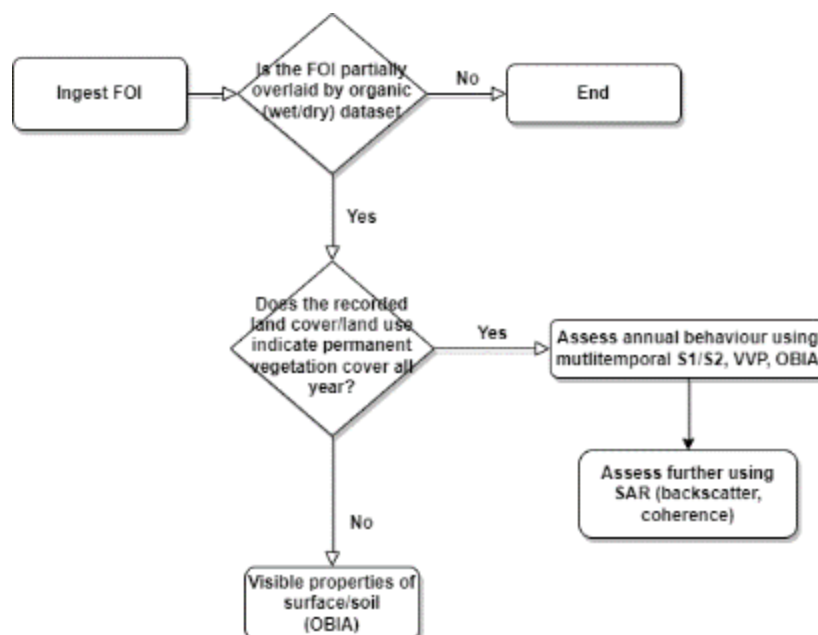 Ingest FOI
Is the FOI partially
overlaid by organic
(wet/dry) dataset
No
End
Yes
Does the recorded
land cover/land use
indicate permanent
vegetation cover all
year?
Yes
Assess annual behaviour using
mutlitemporal S1/S2, VVP, OBIA
Assess further using
SAR (backscatter,
coherence)
No
Visible properties of
surface/soil
(OBIA)